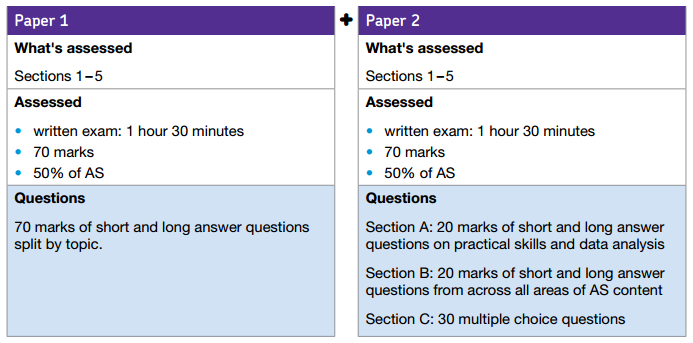 Paper 1
What's assessed
Sections 1–5
Assessed
• written exam: 1 hour 30 minutes
• 70 marks
• 50% of AS
Questions
70 marks of short and long answer questions
split by topic.
+
Paper 2
What's assessed
Sections 1–5
Assessed
• written exam: 1 hour 30 minutes
• 70 marks
• 50% of AS
Questions
Section A: 20 marks of short and long answer
questions on practical skills and data analysis
Section B: 20 marks of short and long answer
questions from across all areas of AS content
Section C: 30 multiple choice questions